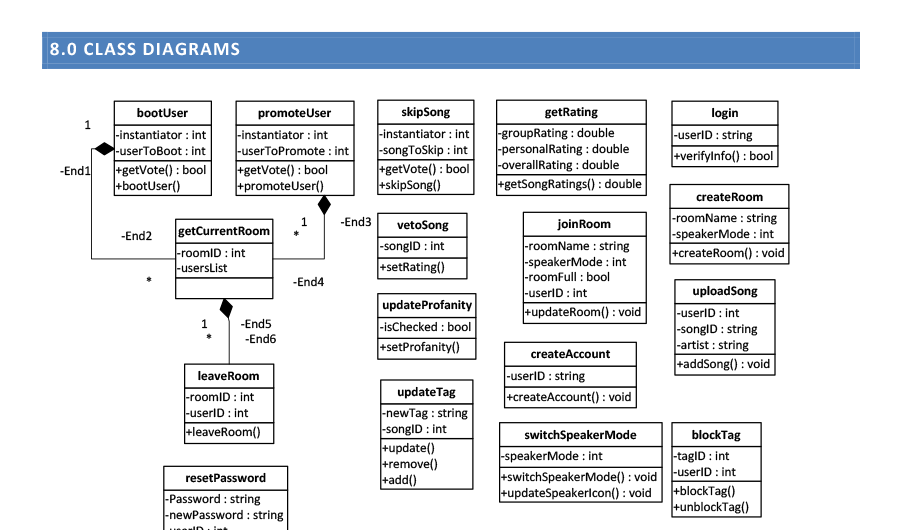 8.0 CLASS DIAGRAMS
bootUser
-instantiator : int
-userToBoot : int
+getVote() : bool
+bootUser()
promoteUser
-instantiator : int
-userToPromote : int
+getVote() : bool
+promoteUser()
skipSong
-instantiator : int
-songToSkip : int
+getVote() : bool
+skipSong()
getRating
-groupRating : double
-personalRating : double
-overallRating : double
+getSongRatings() : double
login
-userID : string
+verifyInfo() : bool
1
-End1
-End2
*
getCurrentRoom
-roomID : int
-usersList
1
*
-End3
-End4
vetoSong
-songID : int
+setRating()
joinRoom
-roomName : string
-speakerMode : int
-roomFull : bool
-userID : int
+updateRoom() : void
createRoom
-roomName : string
-speakerMode : int
+createRoom() : void
1
*
-End5
-End6
updateProfanity
-isChecked : bool
+setProfanity()
uploadSong
-userID : int
-songID : string
-artist : string
+addSong() : void
leaveRoom
-roomID : int
-userID : int
+leaveRoom()
updateTag
-newTag : string
-songID : int
+update()
+remove()
+add()
createAccount
-userID : string
+createAccount() : void
switchSpeakerMode
-speakerMode : int
+switchSpeakerMode() : void
+updateSpeakerIcon() : void
blockTag
-tagID : int
-userID : int
+blockTag()
+unblockTag()
resetPassword
-Password : string
-newPassword : string
-userID : int